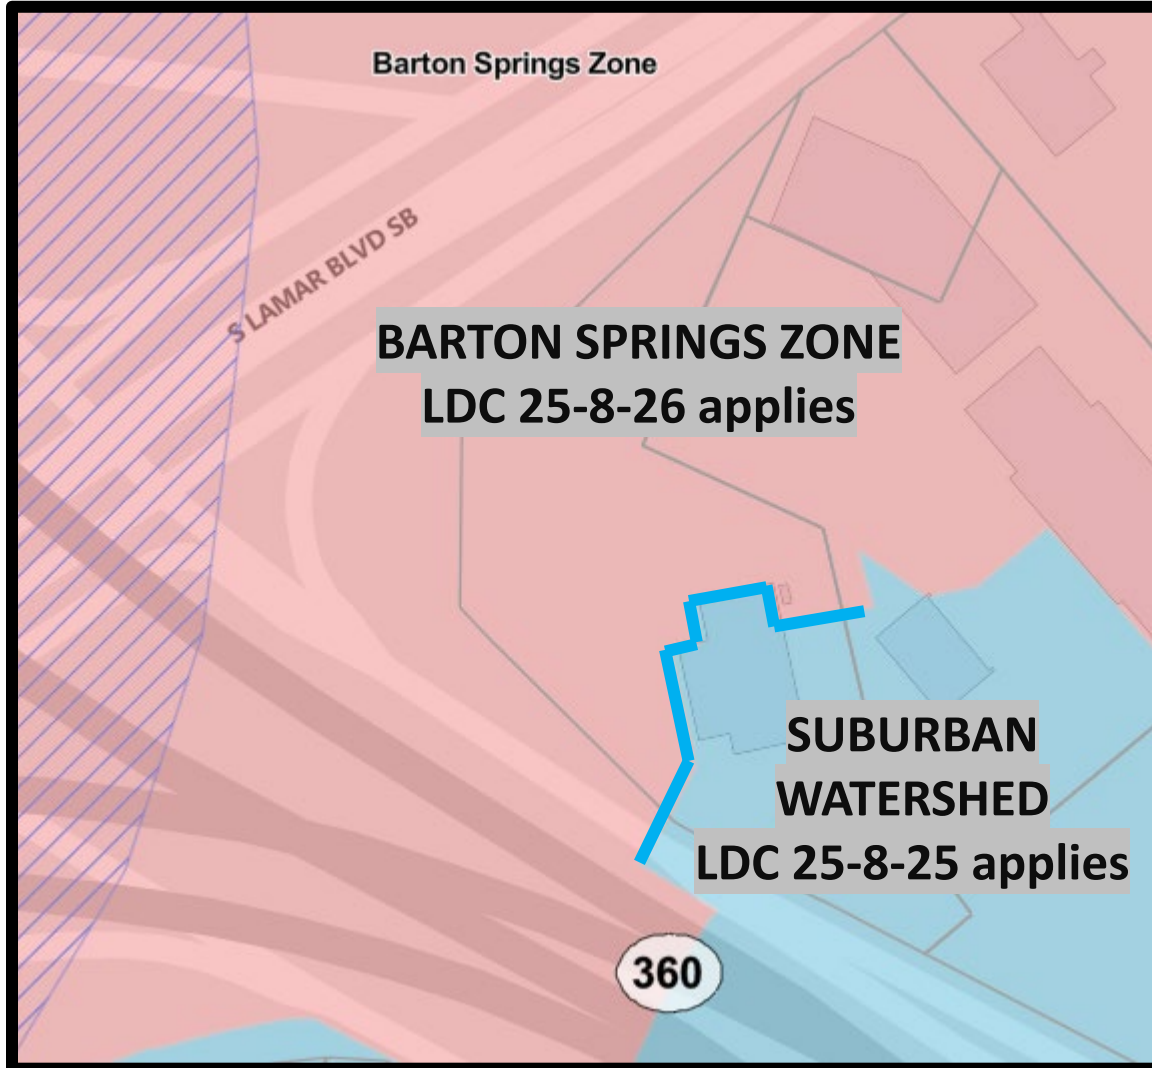 Barton Springs Zone
S LAMAR BLVD SB
BARTON SPRINGS ZONE
LDC 25-8-26 applies
SUBURBAN
WATERSHED
LDC 25-8-25 applies
360